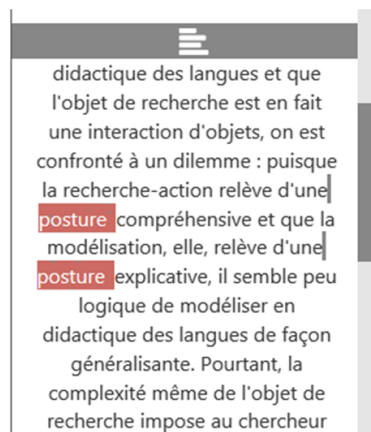 didactique des langues et que
l'objet de recherche est en fait
une interaction d'objets, on est
confronté à un dilemme : puisque
la recherche-action relève d'une
posture compréhensive et que la
modélisation, elle, relève d'une
posture explicative, il semble peu
logique de modéliser en
didactique des langues de façon
généralisante. Pourtant, la
complexité même de l'objet de
recherche impose au chercheur